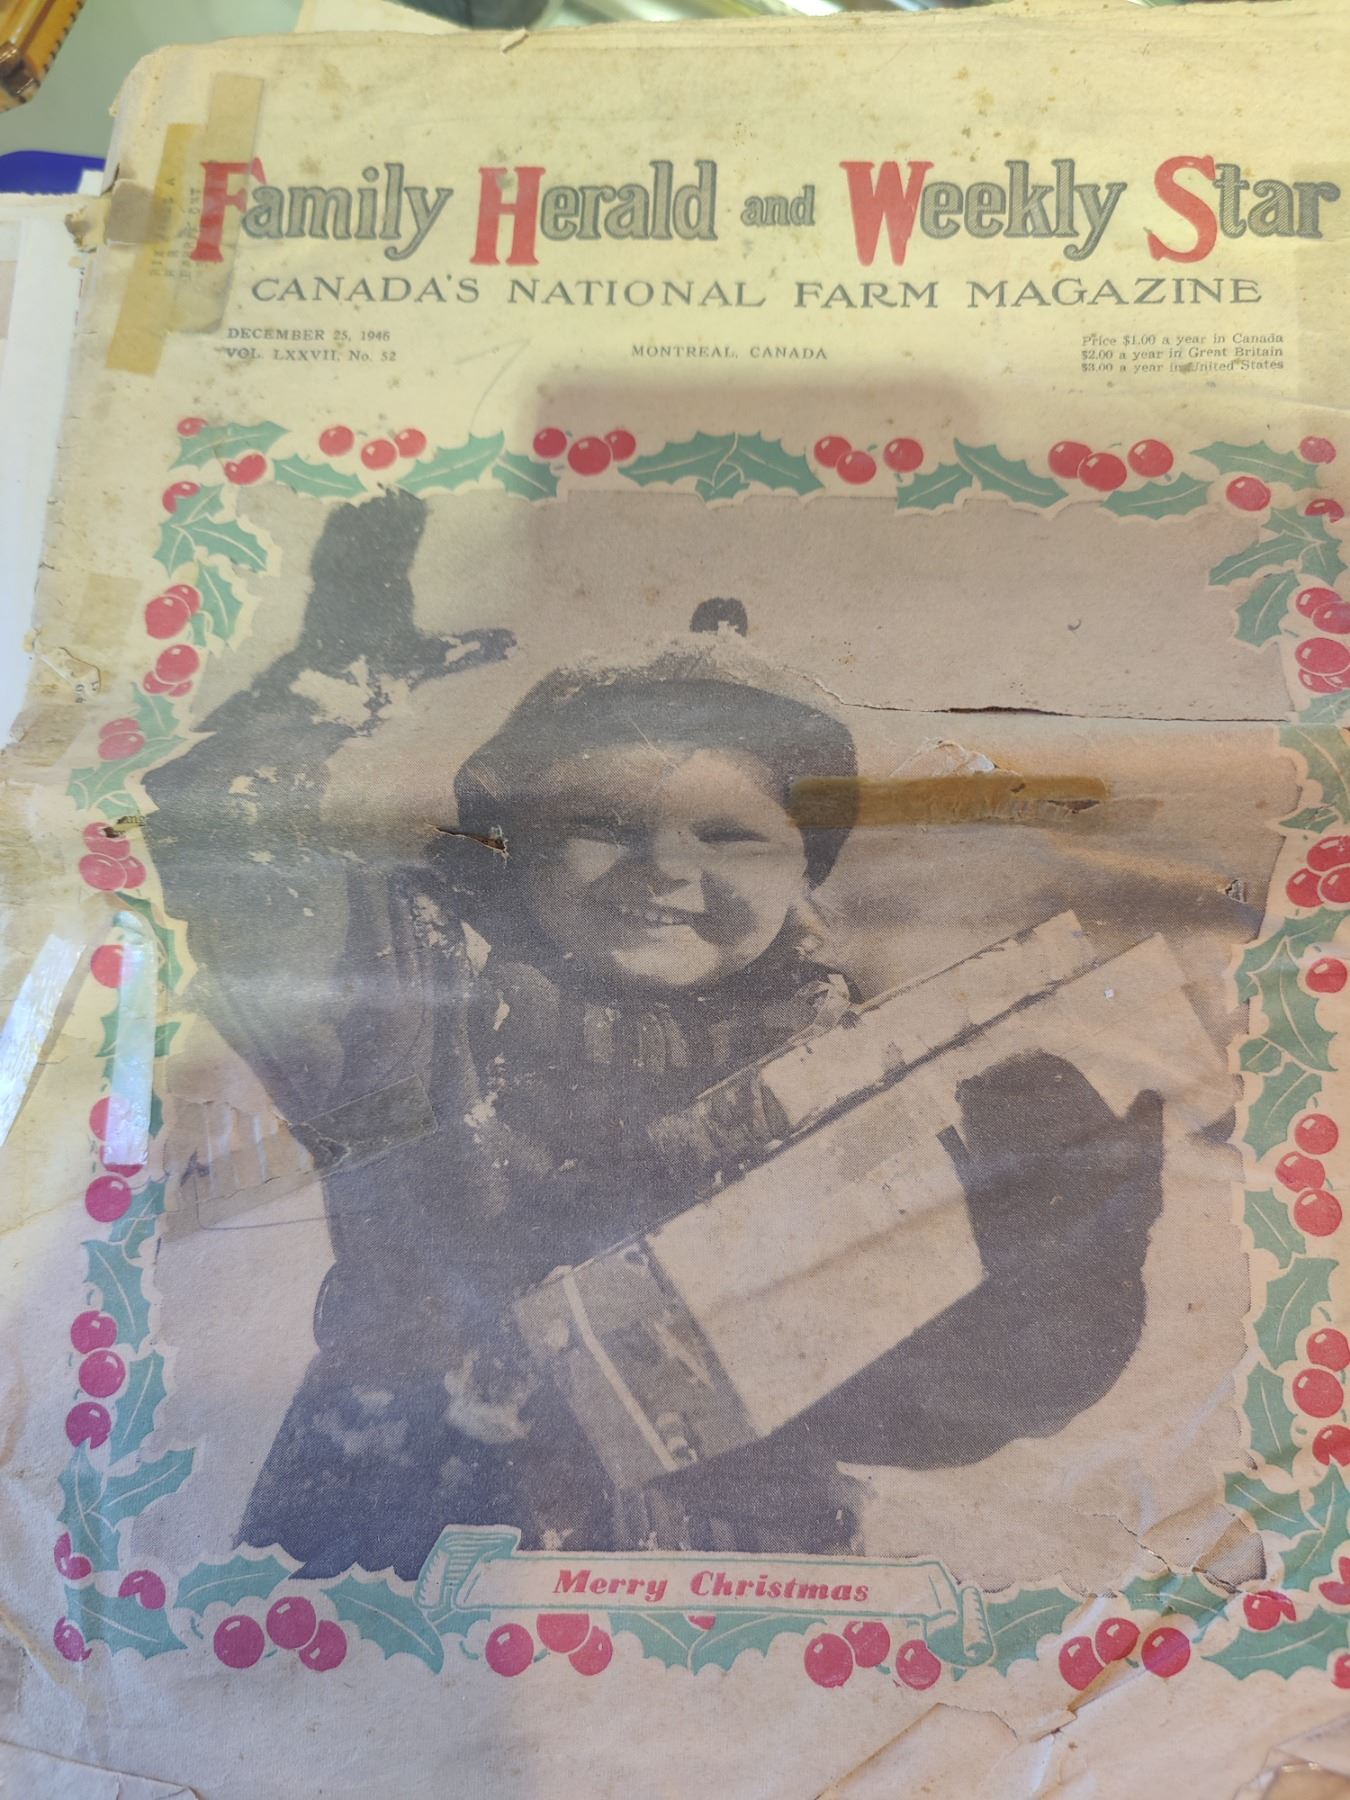 Family Herald and Weekly Star
CANADA'S NATIONAL FARM MAGAZINE
DECEMBER 25, 1946
VOL. LXXVII, No. 52
MONTREAL, CANADA
Price $1.00 a year in Canada
$2.00 a year in Great Britain
$3.00 a year in United States
Merry Christmas